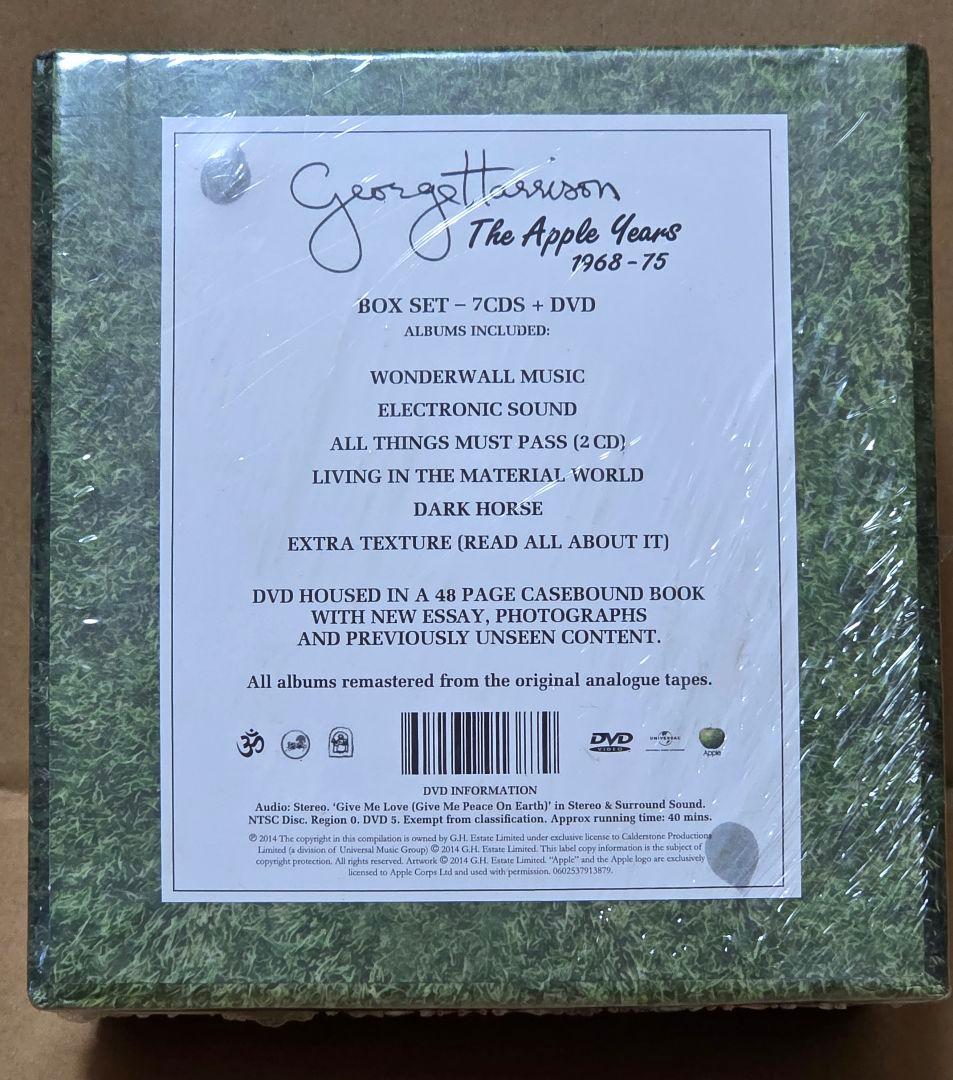 George Harrison
The Apple Years
1968-75
BOX SET – 7CDS + DVD
ALBUMS INCLUDED:
WONDERWALL MUSIC
ELECTRONIC SOUND
ALL THINGS MUST PASS (2 CD)
LIVING IN THE MATERIAL WORLD
DARK HORSE
EXTRA TEXTURE (READ ALL ABOUT IT)
DVD HOUSED IN A 48 PAGE CASEBOUND BOOK
WITH NEW ESSAY, PHOTOGRAPHS
AND PREVIOUSLY UNSEEN CONTENT.
All albums remastered from the original analogue tapes.
ॐ
DVD
VIDEO
UNIVERSAL
Apple
DVD INFORMATION
Audio: Stereo. ‘Give Me Love (Give Me Peace On Earth)’ in Stereo & Surround Sound.
NTSC Disc. Region 0. DVD 5. Exempt from classification. Approx running time: 40 mins.
℗ 2014 The copyright in this compilation is owned by G.H. Estate Limited under exclusive license to Calderstone Productions
Limited (a division of Universal Music Group) © 2014 G.H. Estate Limited. This label copy information is the subject of
copyright protection. All rights reserved. Artwork © 2014 G.H. Estate Limited. “Apple” and the Apple logo are exclusively
licensed to Apple Corps Ltd and used with permission. 0602537913879.